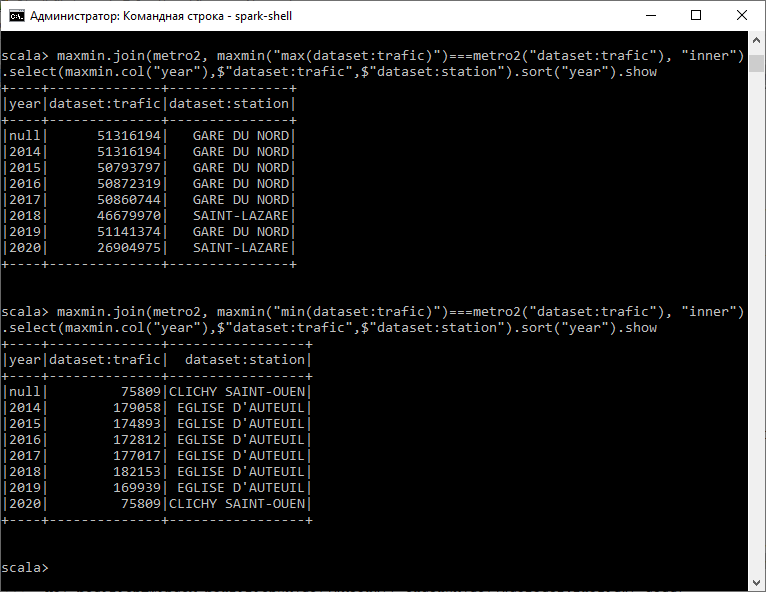 Администратор: Командная строка - spark-shell
scala> maxmin.join(metro2, maxmin("max(dataset:trafic)")===metro2("dataset:trafic"), "inner")
.select(maxmin.col("year"),$"dataset:trafic",$"dataset:station").sort("year").show
+----+--------------+---------------+
|year|dataset:trafic|dataset:station|
+----+--------------+---------------+
|null|      51316194|   GARE DU NORD|
|2014|      51316194|   GARE DU NORD|
|2015|      50793797|   GARE DU NORD|
|2016|      50872319|   GARE DU NORD|
|2017|      50860744|   GARE DU NORD|
|2018|      46679970|   SAINT-LAZARE|
|2019|      51141374|   GARE DU NORD|
|2020|      26904975|   SAINT-LAZARE|
+----+--------------+---------------+
scala> maxmin.join(metro2, maxmin("min(dataset:trafic)")===metro2("dataset:trafic"), "inner")
.select(maxmin.col("year"),$"dataset:trafic",$"dataset:station").sort("year").show
+----+--------------+-----------------+
|year|dataset:trafic|  dataset:station|
+----+--------------+-----------------+
|null|         75809|CLICHY SAINT-OUEN|
|2014|        179058| EGLISE D'AUTEUIL|
|2015|        174893| EGLISE D'AUTEUIL|
|2016|        172812| EGLISE D'AUTEUIL|
|2017|        177017| EGLISE D'AUTEUIL|
|2018|        182153| EGLISE D'AUTEUIL|
|2019|        169939| EGLISE D'AUTEUIL|
|2020|         75809|CLICHY SAINT-OUEN|
+----+--------------+-----------------+
scala>